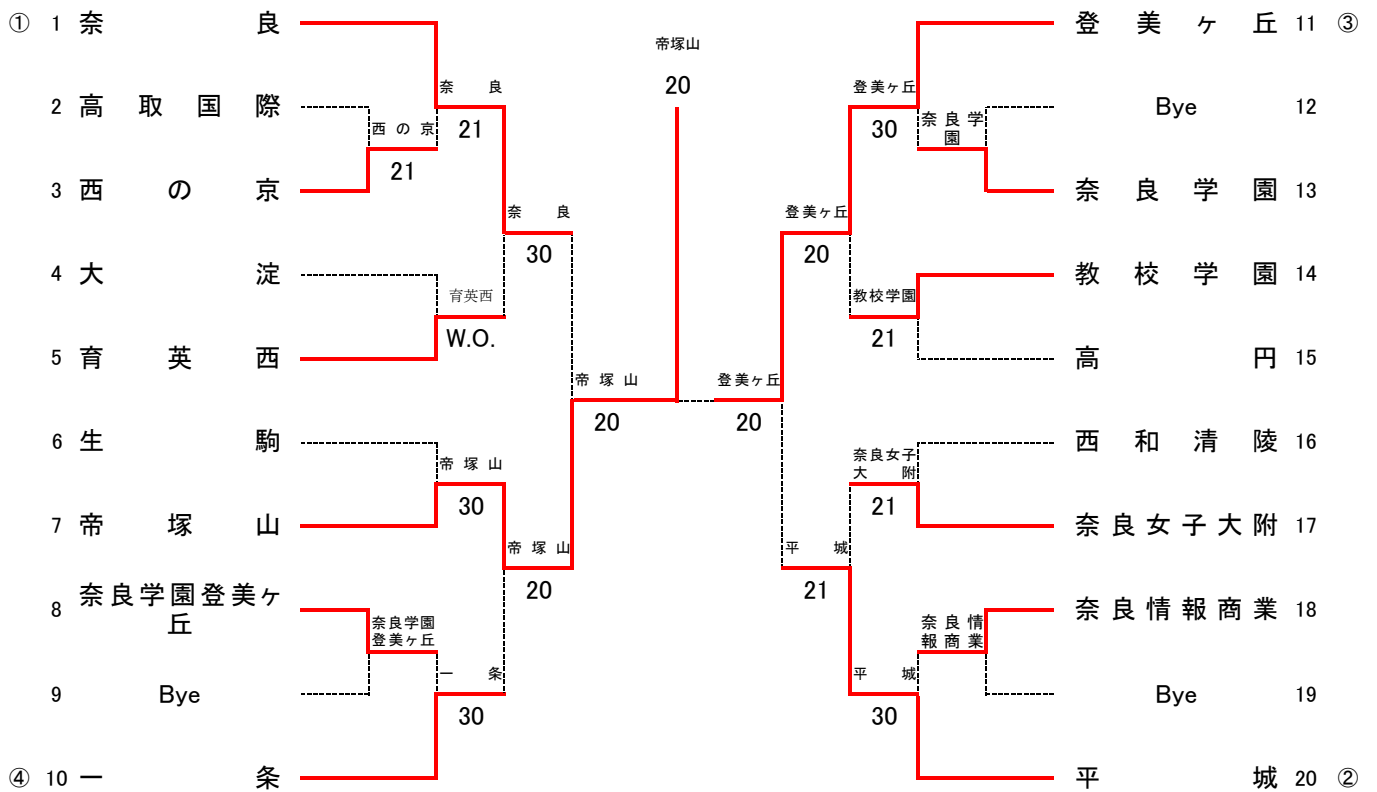 ① 1 奈良
2 高取国際
3 西の京
4 大淀
5 育英西
6 生駒
7 帝塚山
8 奈良学園登美ヶ
丘
9 Bye
④ 10 一条
西の京
21
奈良学園
登美ヶ丘
奈良
21
育英西
W.O.
帝塚山
30
一条
30
奈良
30
帝塚山
20
帝塚山
20
帝塚山
20
登美ヶ丘
20
登美ヶ丘
20
平城
21
登美ヶ丘
30
教校学園
21
奈良女子
大附
21
平城
30
奈良学
園
奈良情
報商業
登美ヶ丘 11 ③
Bye 12
奈良学園 13
教校学園 14
高円 15
西和清陵 16
奈良女子大附 17
奈良情報商業 18
Bye 19
平城 20 ②